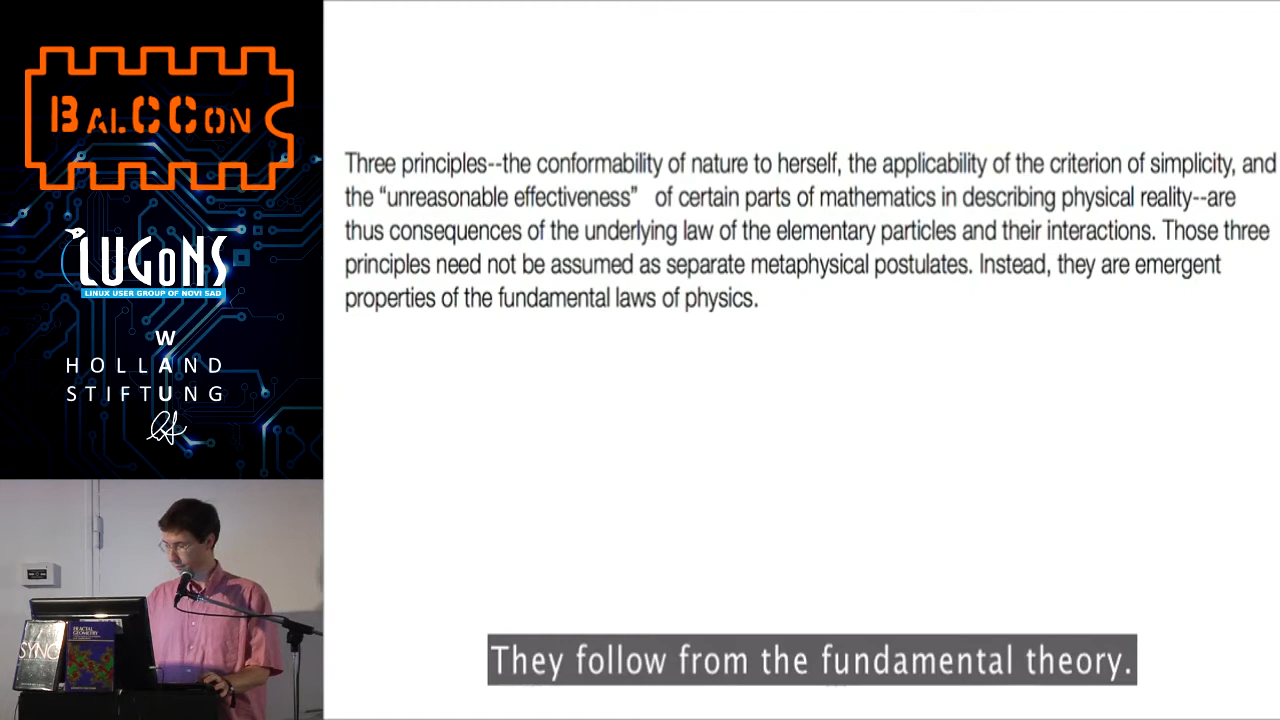 BALCCON
LUGONS
LINUX USER GROUP OF NOVI SAD
W
HOLLAND
STIFTUNG
Three principles--the conformability of nature to herself, the applicability of the criterion of simplicity, and
the “unreasonable effectiveness” of certain parts of mathematics in describing physical reality--are
thus consequences of the underlying law of the elementary particles and their interactions. Those three
principles need not be assumed as separate metaphysical postulates. Instead, they are emergent
properties of the fundamental laws of physics.
SYNC
FRACTAL
GEOMETRY
They follow from the fundamental theory.